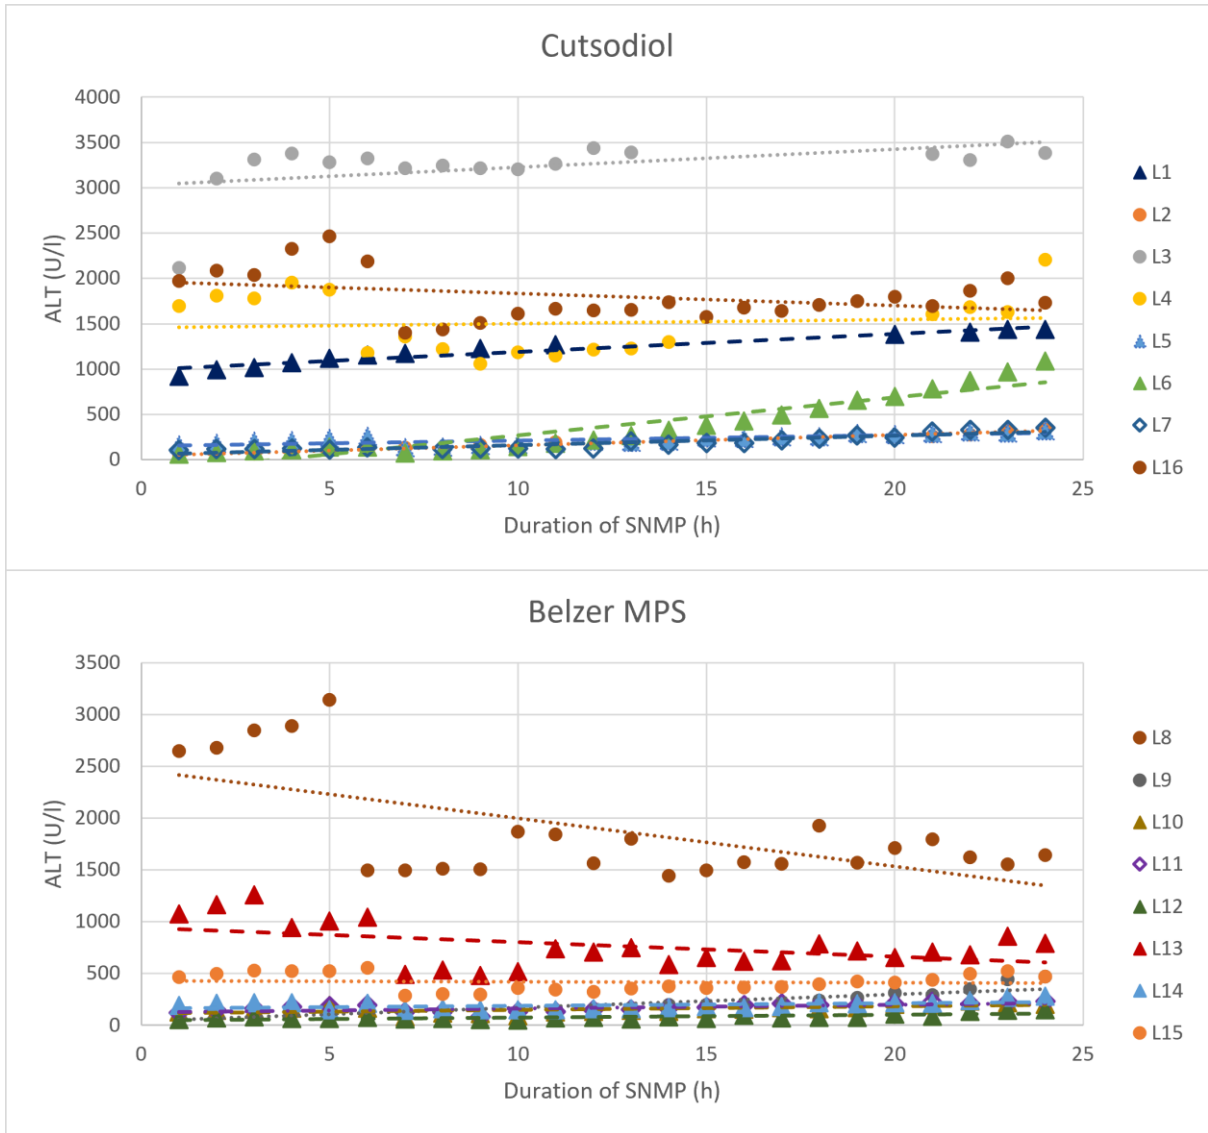 Cutsodiol
4000
3500
3000
2500
2000
1500
1000
500
0
ALT (U/l)
0 5 10 15 20 25
Duration of SNMP (h)
L1
L2
L3
L4
L5
L6
L7
L16
Belzer MPS
3500
3000
2500
2000
1500
1000
500
0
ALT (U/l)
0 5 10 15 20 25
Duration of SNMP (h)
L8
L9
L10
L11
L12
L13
L14
L15